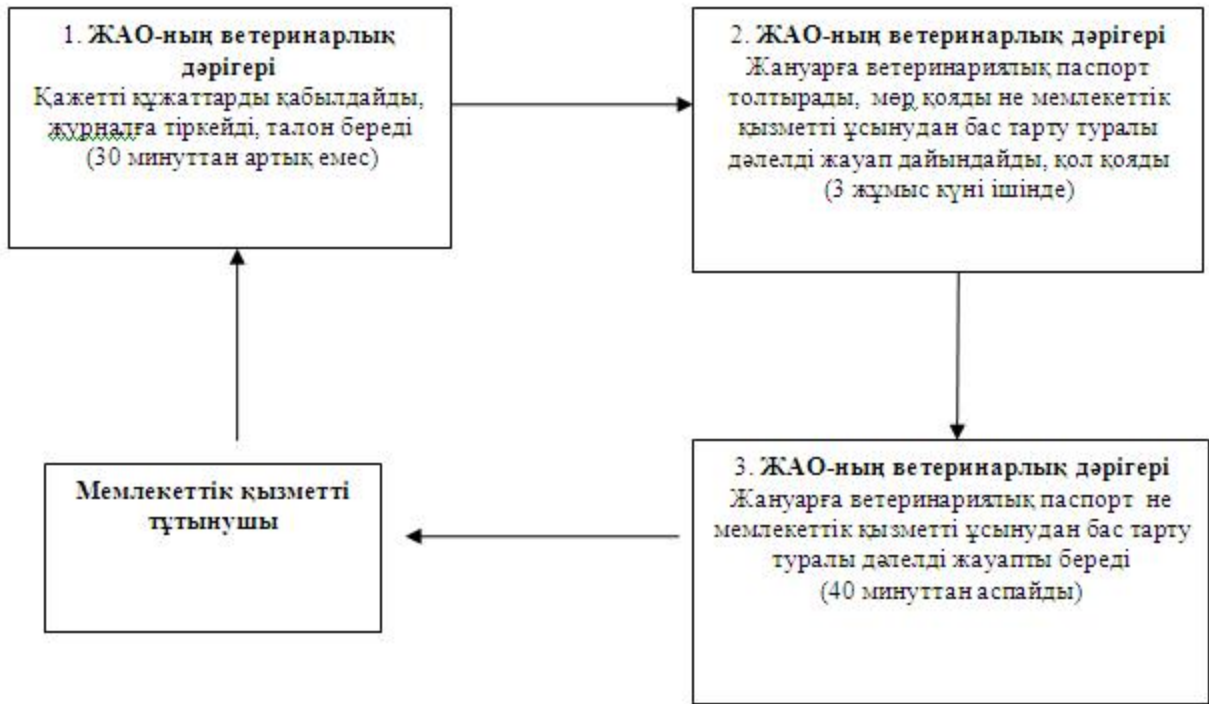 1. ЖАО-ның ветеринарлық
дәрігері
Қажетті құжаттарды қабылдайды,
журналға тіркейді, талон береді
(30 минуттан артық емес)
2. ЖАО-ның ветеринарлық дәрігері
Жануарға ветеринариялық паспорт
толтырады, мөр қояды не мемлекеттік
қызметті ұсынудан бас тарту туралы
дәлелді жауап дайындайды, қол қояды
(3 жұмыс күні ішінде)
3. ЖАО-ның ветеринарлық дәрігері
Жануарға ветеринариялық паспорт не
мемлекеттік қызметті ұсынудан бас тарту
туралы дәлелді жауапты береді
(40 минуттан аспайды)
Мемлекеттік қызметті
тұтынушы